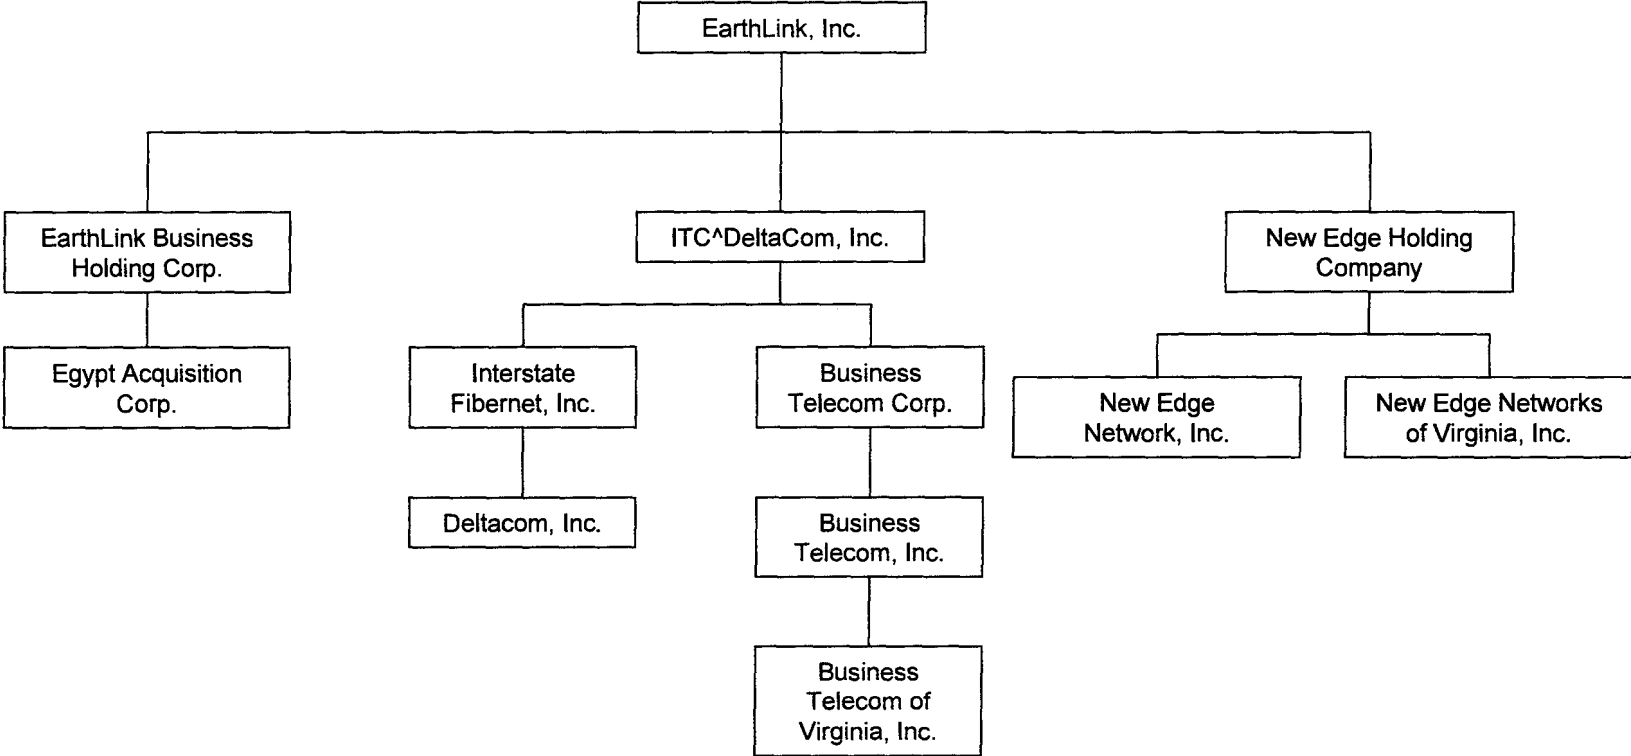 EarthLink, Inc.
EarthLink Business
Holding Corp.
ITC^DeltaCom, Inc.
New Edge Holding
Company
Egypt Acquisition
Corp.
Interstate
Fibernet, Inc.
Business
Telecom Corp.
New Edge
Network, Inc.
New Edge Networks
of Virginia, Inc.
Deltacom, Inc.
Business
Telecom, Inc.
Business
Telecom of
Virginia, Inc.